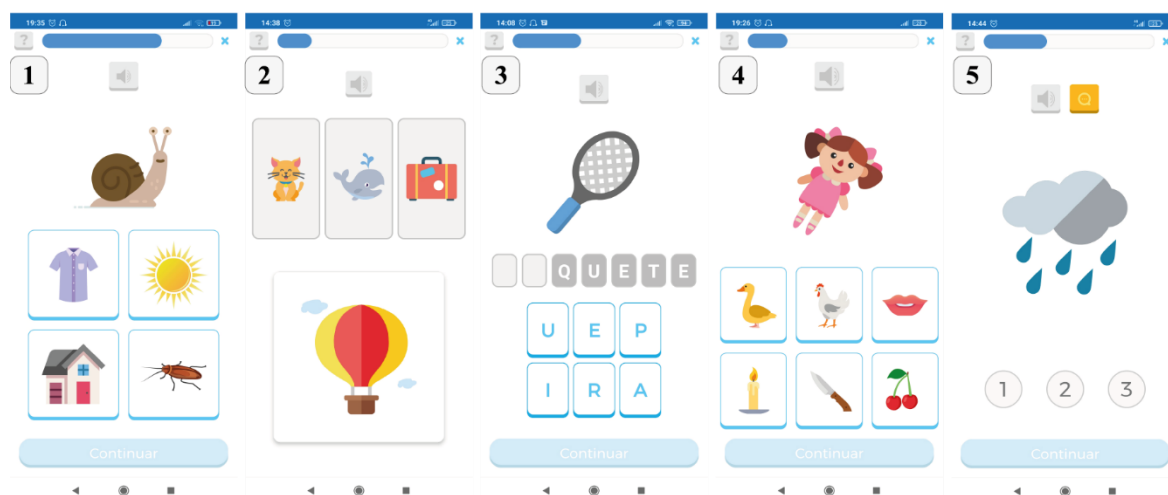 19:35
?
×
1
Continuar
14:38
?
×
2
14:08
?
×
3
QUETE
U E P
I R A
Continuar
19:26
?
×
4
Continuar
14:44
?
×
5
1 2 3
Continuar